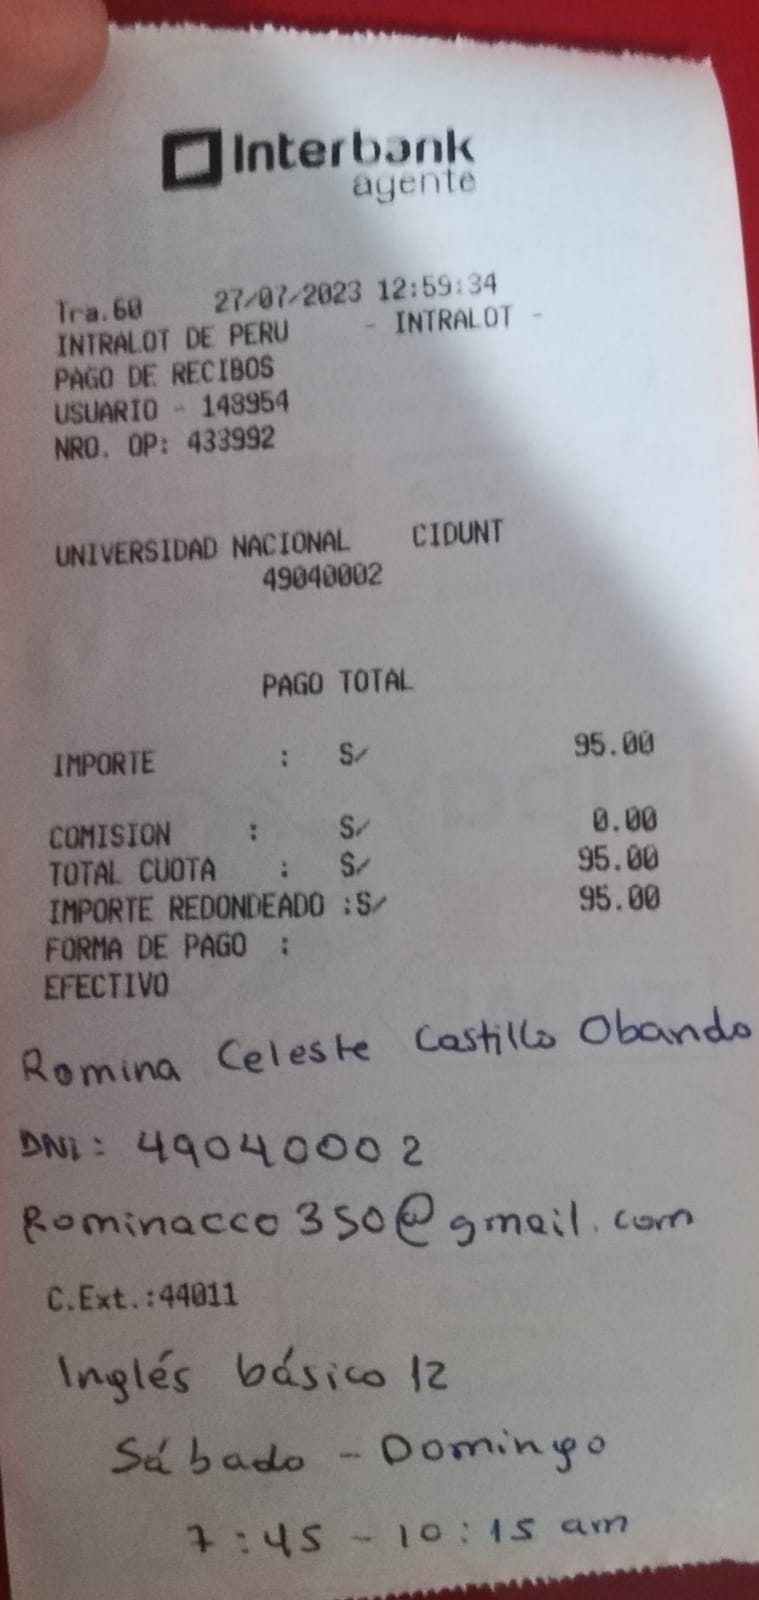 Interbank
agente
Tra.60 27/07/2023 12:59:34
INTRALOT DE PERU - INTRALOT -
PAGO DE RECIBOS
USUARIO - 148954
NRO. OP: 433992
UNIVERSIDAD NACIONAL CIDUNT
49040002
PAGO TOTAL
IMPORTE : S/ 95.00
COMISION : S/ 0.00
TOTAL CUOTA : S/ 95.00
IMPORTE REDONDEADO :S/ 95.00
FORMA DE PAGO :
EFECTIVO
Romina Celeste Castillo Obando
DNi: 49040002
Rominacco350@gmail.com
C.Ext.:44011
Inglés básico 12
Sábado - Domingo
7:45 - 10:15 am